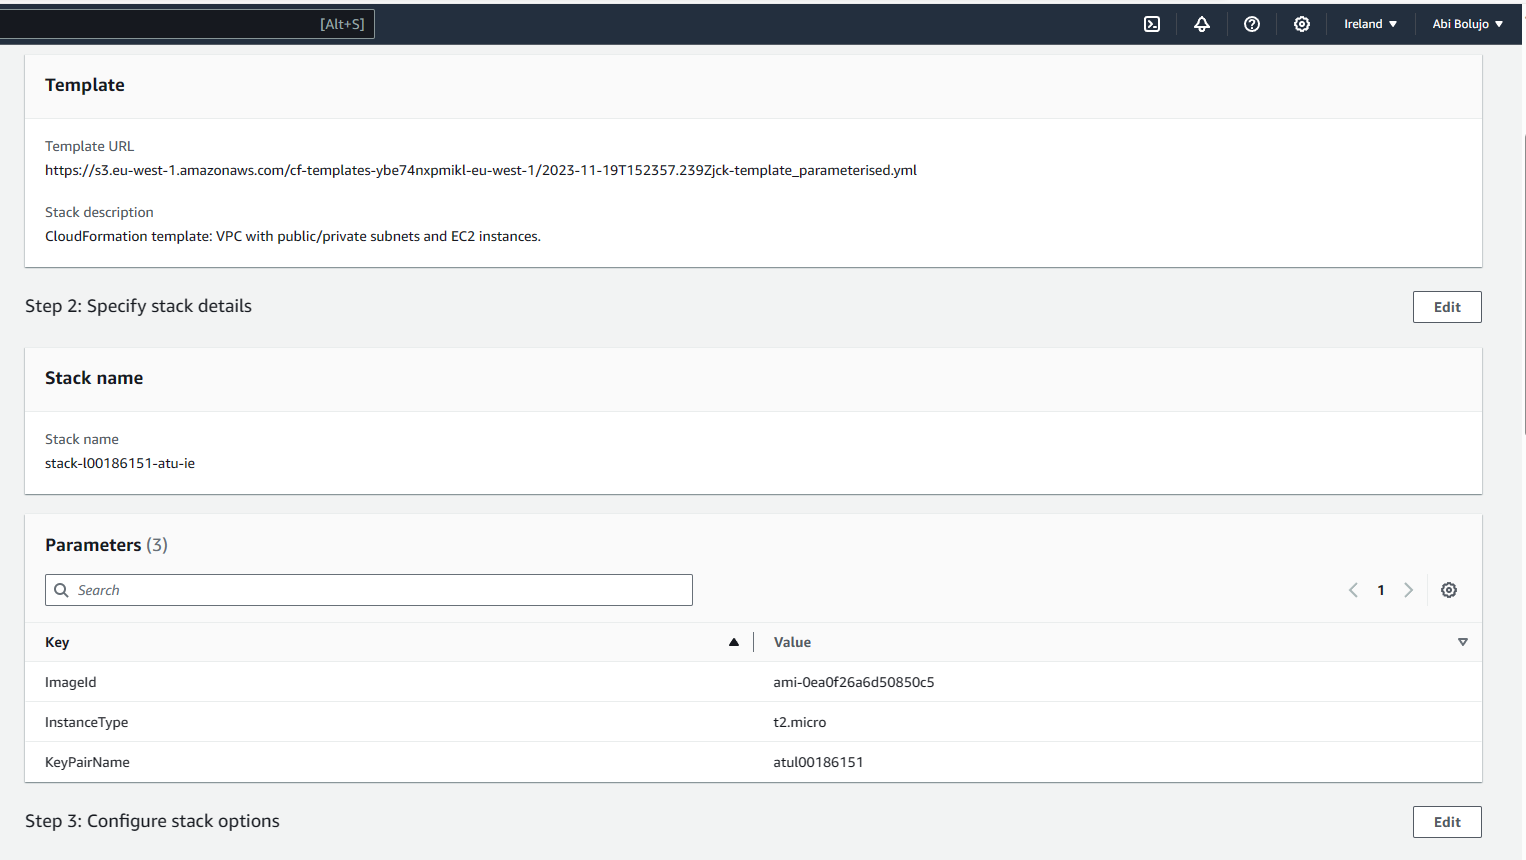 [Alt+S]
Ireland ▼
Abi Bolujo ▼
Template
Template URL
https://s3.eu-west-1.amazonaws.com/cf-templates-ybe74nxpmikl-eu-west-1/2023-11-19T152357.239Zjck-template_parameterised.yml
Stack description
CloudFormation template: VPC with public/private subnets and EC2 instances.
Step 2: Specify stack details
Edit
Stack name
Stack name
stack-l00186151-atu-ie
Parameters (3)
Search
1
Key
Value
ImageId
ami-0ea0f26a6d50850c5
InstanceType
t2.micro
KeyPairName
atul00186151
Step 3: Configure stack options
Edit